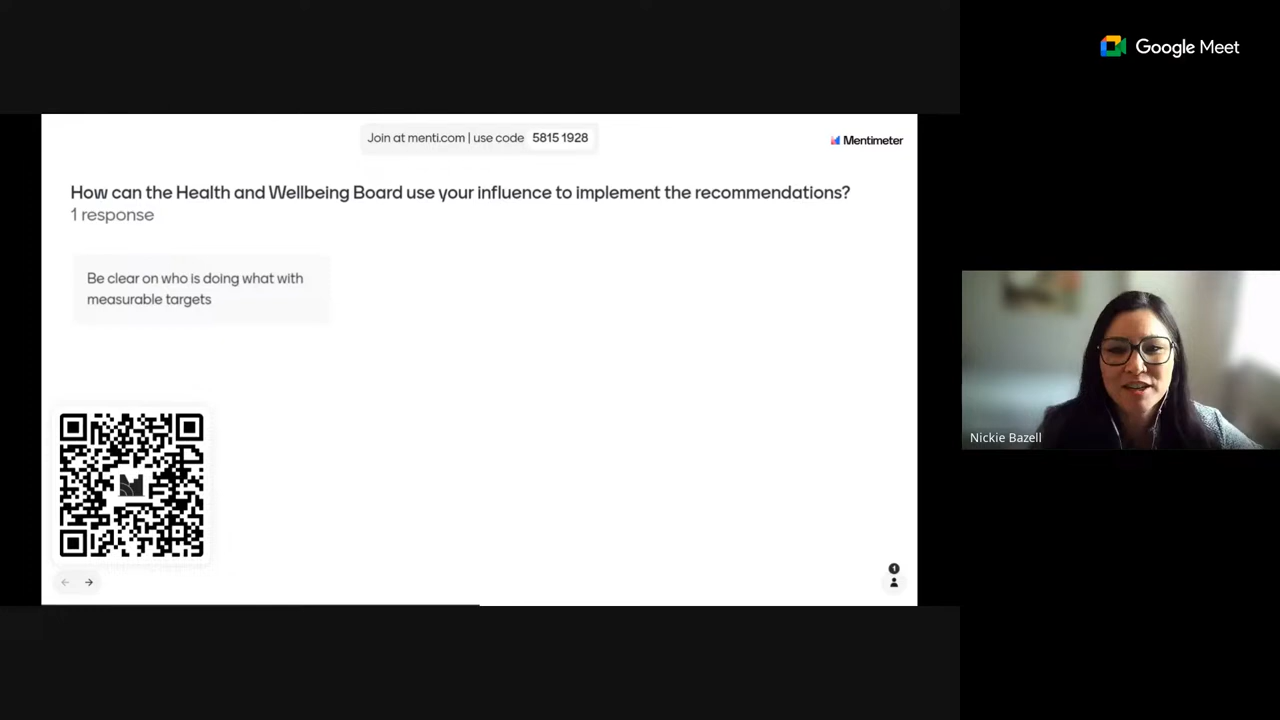 Google Meet
Join at menti.com | use code 5815 1928
Mentimeter
How can the Health and Wellbeing Board use your influence to implement the recommendations?
1 response
Be clear on who is doing what with
measurable targets
Nickie Bazell
1